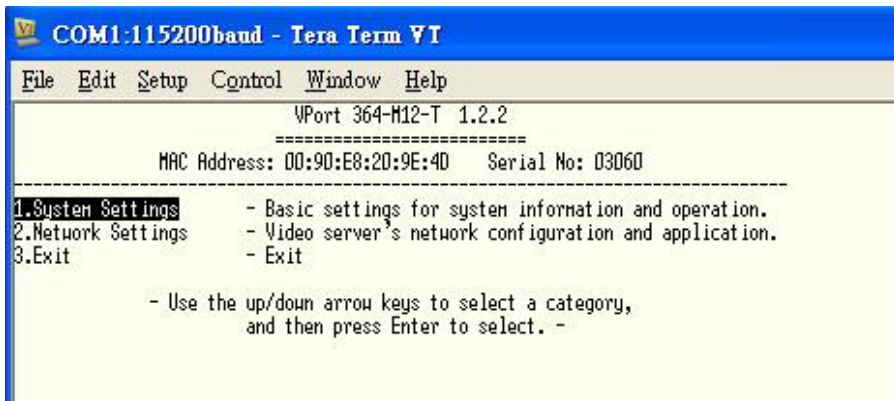 COM1:115200baud - Tera Term VT
File Edit Setup Control Window Help
VPort 364-M12-T 1.2.2
==========================
MAC Address: 00:90:E8:20:9E:4D Serial No: 03060
--------------------------------------------------------------------------------
1.System Settings - Basic settings for system information and operation.
2.Network Settings - Video server's network configuration and application.
3.Exit - Exit
- Use the up/down arrow keys to select a category,
and then press Enter to select. -